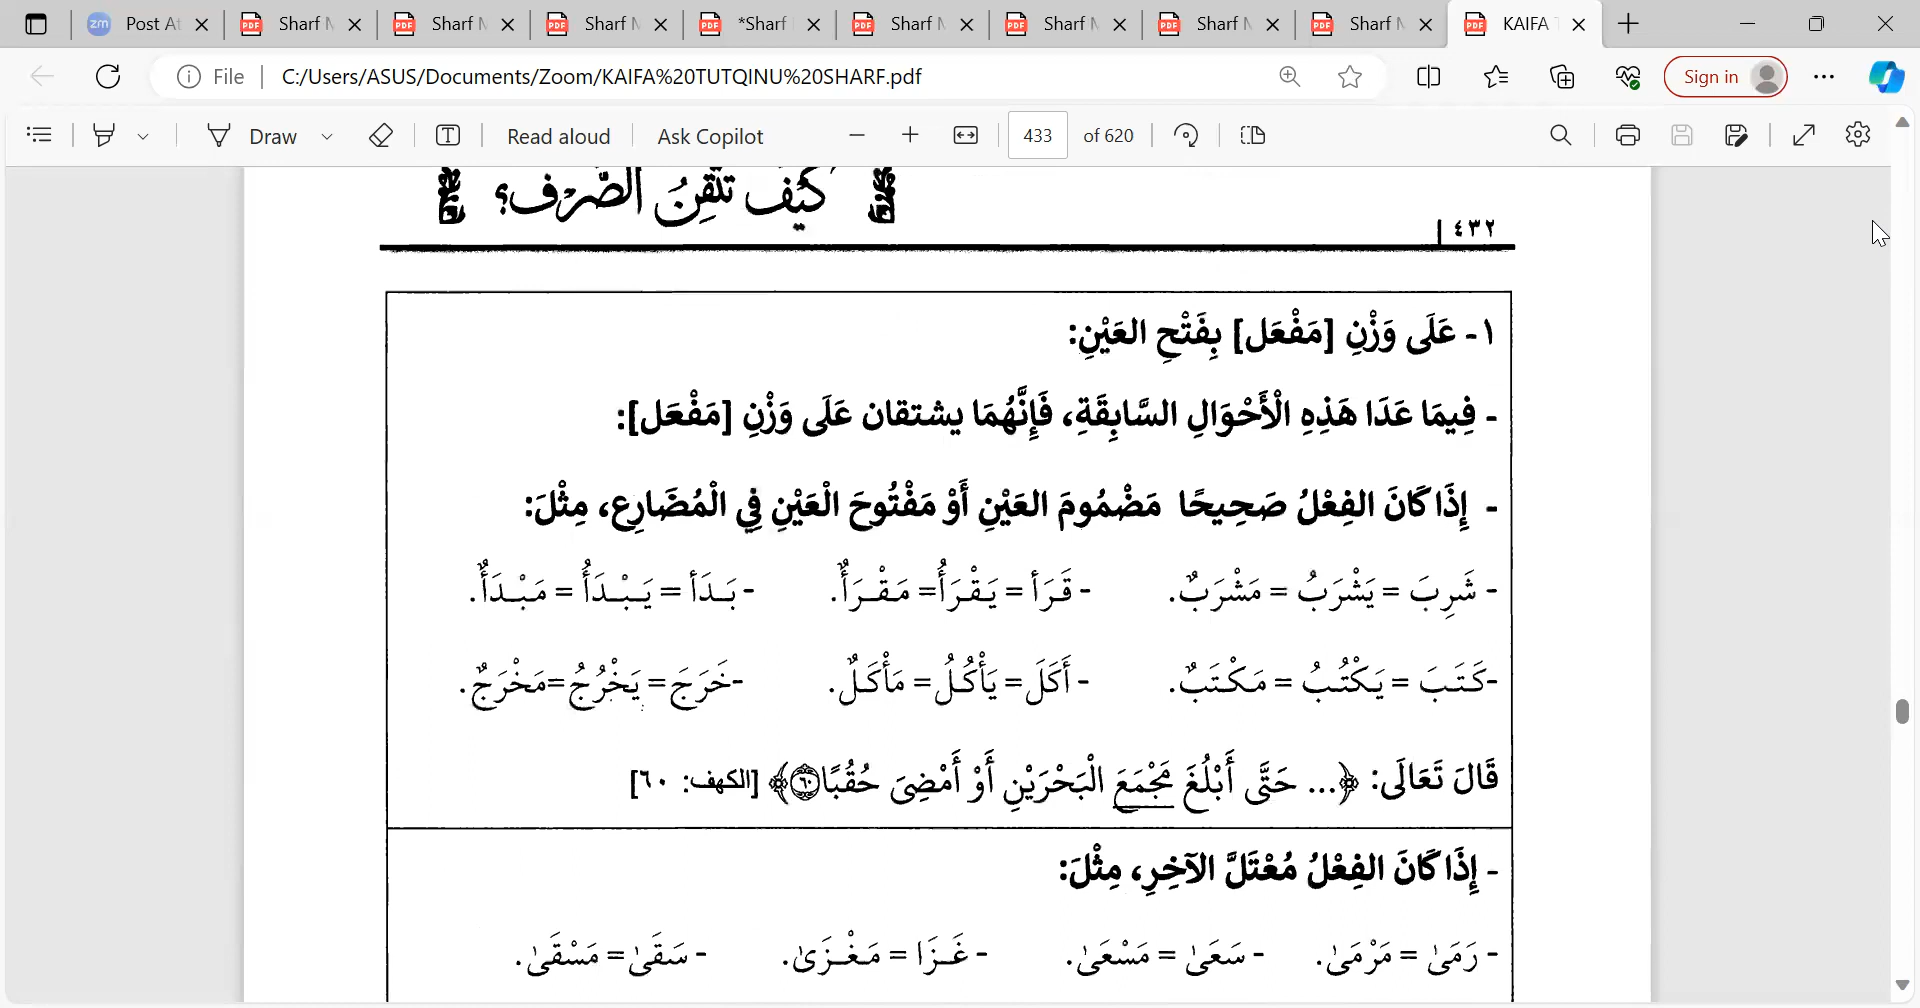 Post At
Sharf M
Sharf M
Sharf M
*Sharf
Sharf M
Sharf M
Sharf M
Sharf M
KAIFA T
File
C:/Users/ASUS/Documents/Zoom/KAIFA%20TUTQINU%20SHARF.pdf
Sign in
Draw
Read aloud
Ask Copilot
433 of 620
كَيْفَ تُتْقِنُ الصَّرْف؟
٤٣٢
١- عَلَى وَزْنِ [مَفْعَل] بِفَتْحِ العَيْنِ:
- فِيمَا عَدَا هَذِهِ الْأَحْوَالِ السَّابِقَةِ، فَإِنَّهُمَا يشتقان عَلَى وَزْنِ [مَفْعَل]:
- إِذَا كَانَ الفِعْلُ صَحِيحًا مَضْمُومَ العَيْنِ أَوْ مَفْتُوحَ الْعَيْنِ فِي الْمُضَارِعِ، مِثْلَ:
- شَرِبَ = يَشْرَبُ = مَشْرَبٌ. - قَرَأ = يَقْرَأُ= مَقْرَأٌ. - بَدَأ = يَبْدَأُ = مَبْدَأٌ.
-كَتَبَ = يَكْتُبُ = مَكْتَبٌ. - أَكَلَ = يَأْكُلُ = مَأْكَلٌ. -خَرَجَ = يَخْرُجُ=مَخْرَجٌ.
قَالَ تَعَالَى: ﴿... حَتَّى أَبْلُغَ مَجْمَعَ الْبَحْرَيْنِ أَوْ أَمْضِيَ حُقُبًا ٦٠﴾ [الكهف: ٦٠]
- إِذَا كَانَ الفِعْلُ مُعْتَلَّ الآخِرِ، مِثْلَ:
- رَمَىٰ = مَرْمَىٰ. - سَعَىٰ = مَسْعَىٰ. - غَزَا = مَغْزَىٰ. - سَقَىٰ = مَسْقَىٰ.